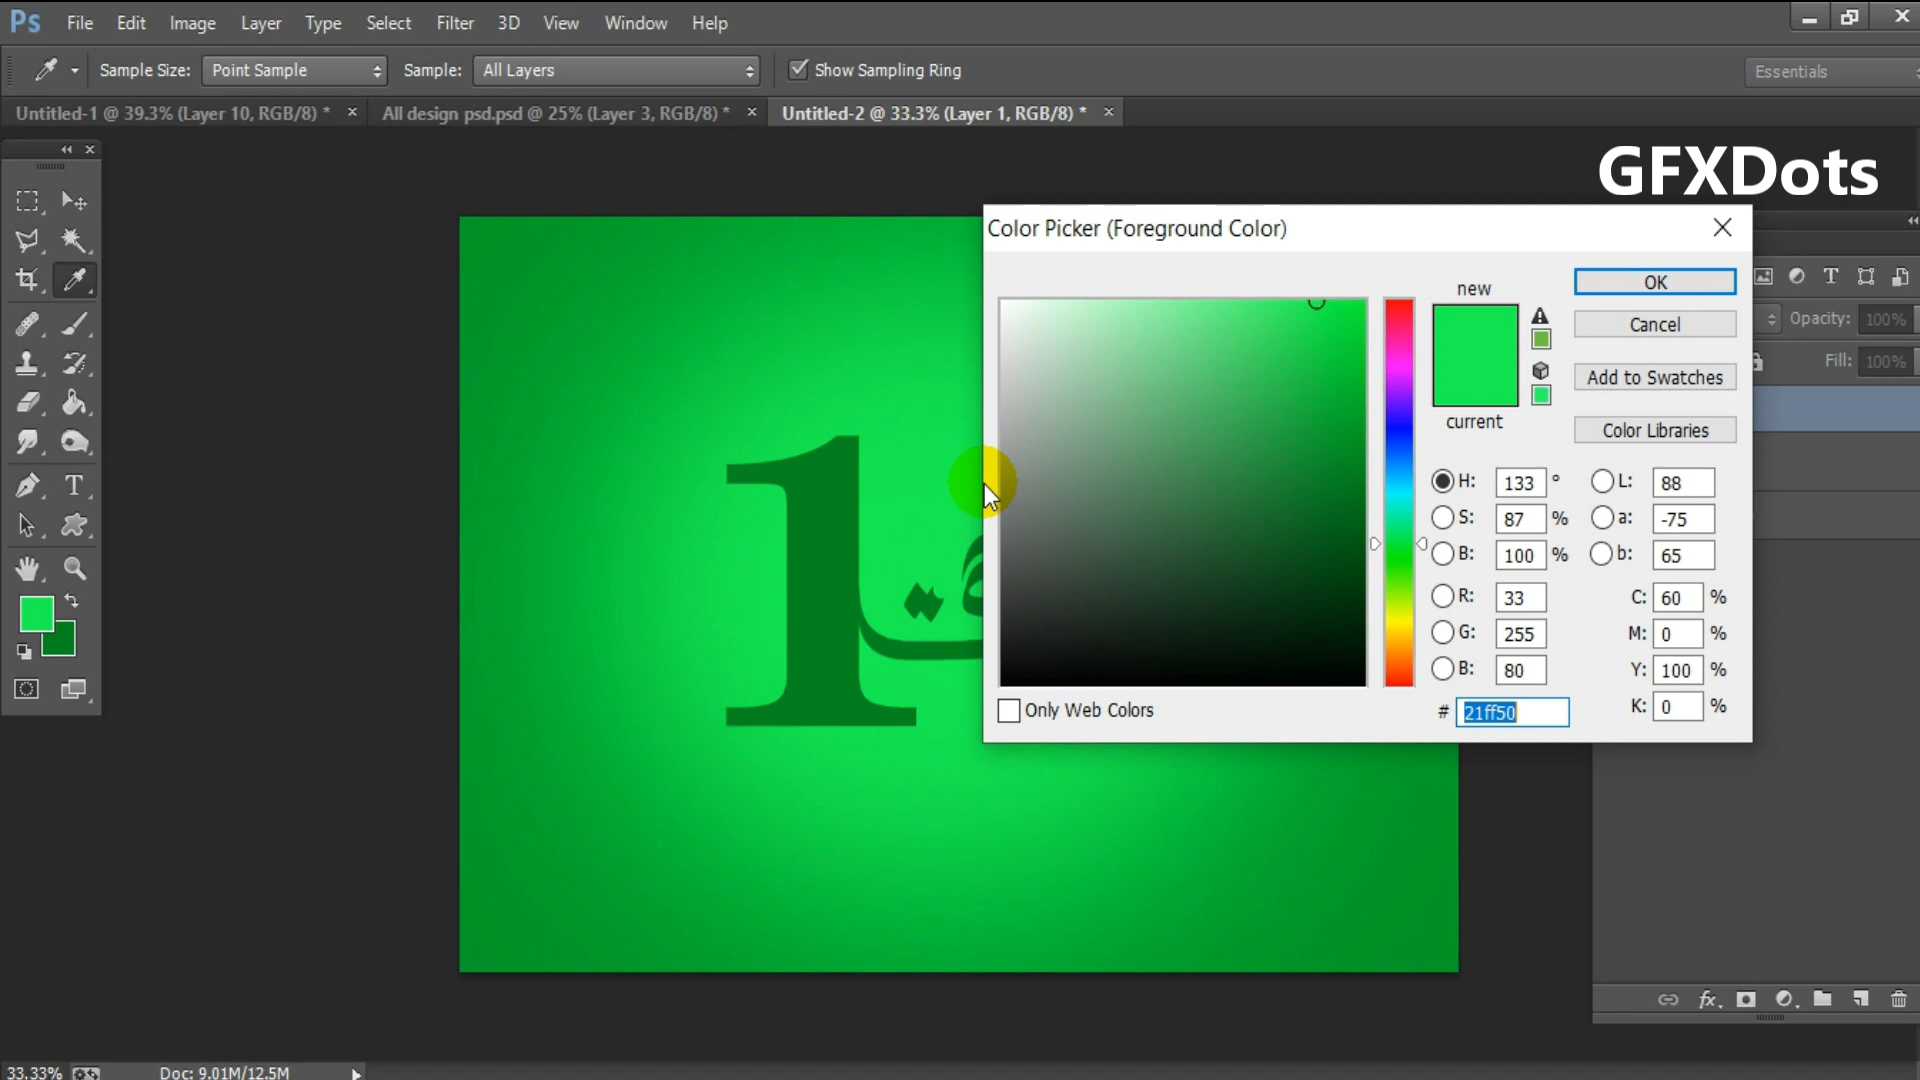 Ps File Edit Image Layer Type Select Filter 3D View Window Help
Sample Size: Point Sample Sample: All Layers Show Sampling Ring Essentials
Untitled-1 @ 39.3% (Layer 10, RGB/8) * × All design psd.psd @ 25% (Layer 3, RGB/8) * × Untitled-2 @ 33.3% (Layer 1, RGB/8) * ×
GFXDots
Color Picker (Foreground Color)
new
OK
Cancel
Add to Swatches
current
Color Libraries
Opacity: 100%
Fill: 100%
H: 133 ° L: 88
S: 87 % a: -75
B: 100 % b: 65
R: 33 C: 60 %
G: 255 M: 0 %
B: 80 Y: 100 %
# 21ff50 K: 0 %
Only Web Colors
1
fx
33.33% Doc: 9.01M/12.5M